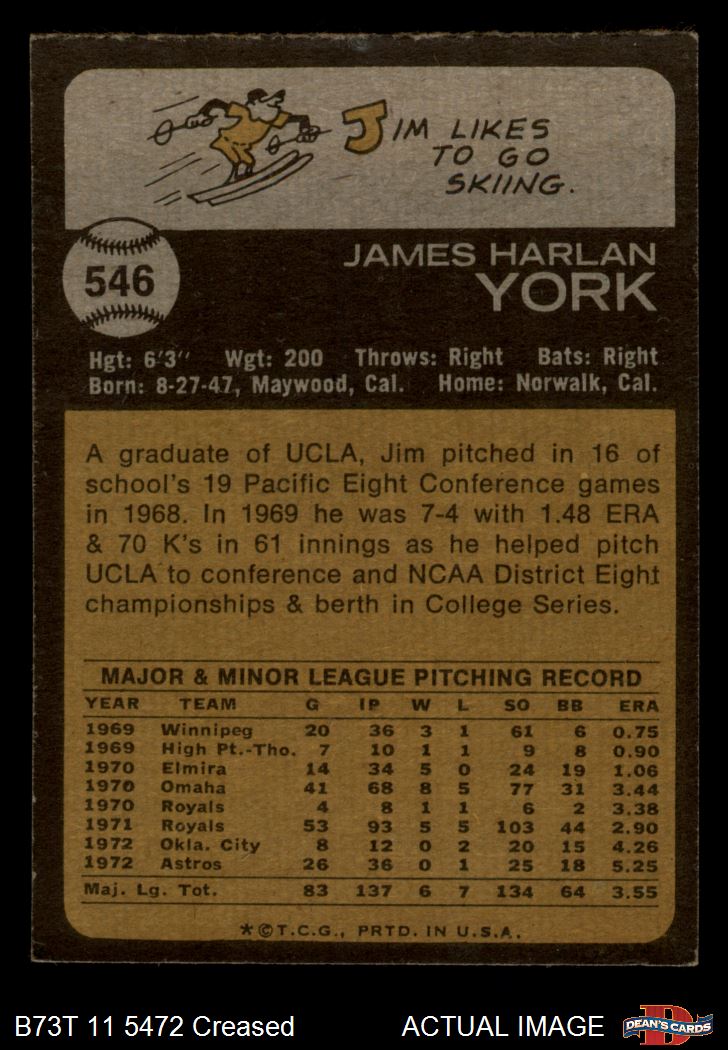 JIM LIKES
TO GO
SKIING.
546
JAMES HARLAN
YORK
Hgt: 6'3" Wgt: 200 Throws: Right Bats: Right
Born: 8-27-47, Maywood, Cal. Home: Norwalk, Cal.
A graduate of UCLA, Jim pitched in 16 of
school's 19 Pacific Eight Conference games
in 1968. In 1969 he was 7-4 with 1.48 ERA
& 70 K's in 61 innings as he helped pitch
UCLA to conference and NCAA District Eight
championships & berth in College Series.
MAJOR & MINOR LEAGUE PITCHING RECORD
YEAR TEAM G IP W L SO BB ERA
1969 Winnipeg 20 36 3 1 61 6 0.75
1969 High Pt.-Tho. 7 10 1 1 9 8 0.90
1970 Elmira 14 34 5 0 24 19 1.06
1970 Omaha 41 68 8 5 77 31 3.44
1970 Royals 4 8 1 1 6 2 3.38
1971 Royals 53 93 5 5 103 44 2.90
1972 Okla. City 8 12 0 2 20 15 4.26
1972 Astros 26 36 0 1 25 18 5.25
Maj. Lg. Tot. 83 137 6 7 134 64 3.55
*©T.C.G., PRTD. IN U.S.A.
B73T 11 5472 Creased ACTUAL IMAGE
D
DEAN'S CARDS